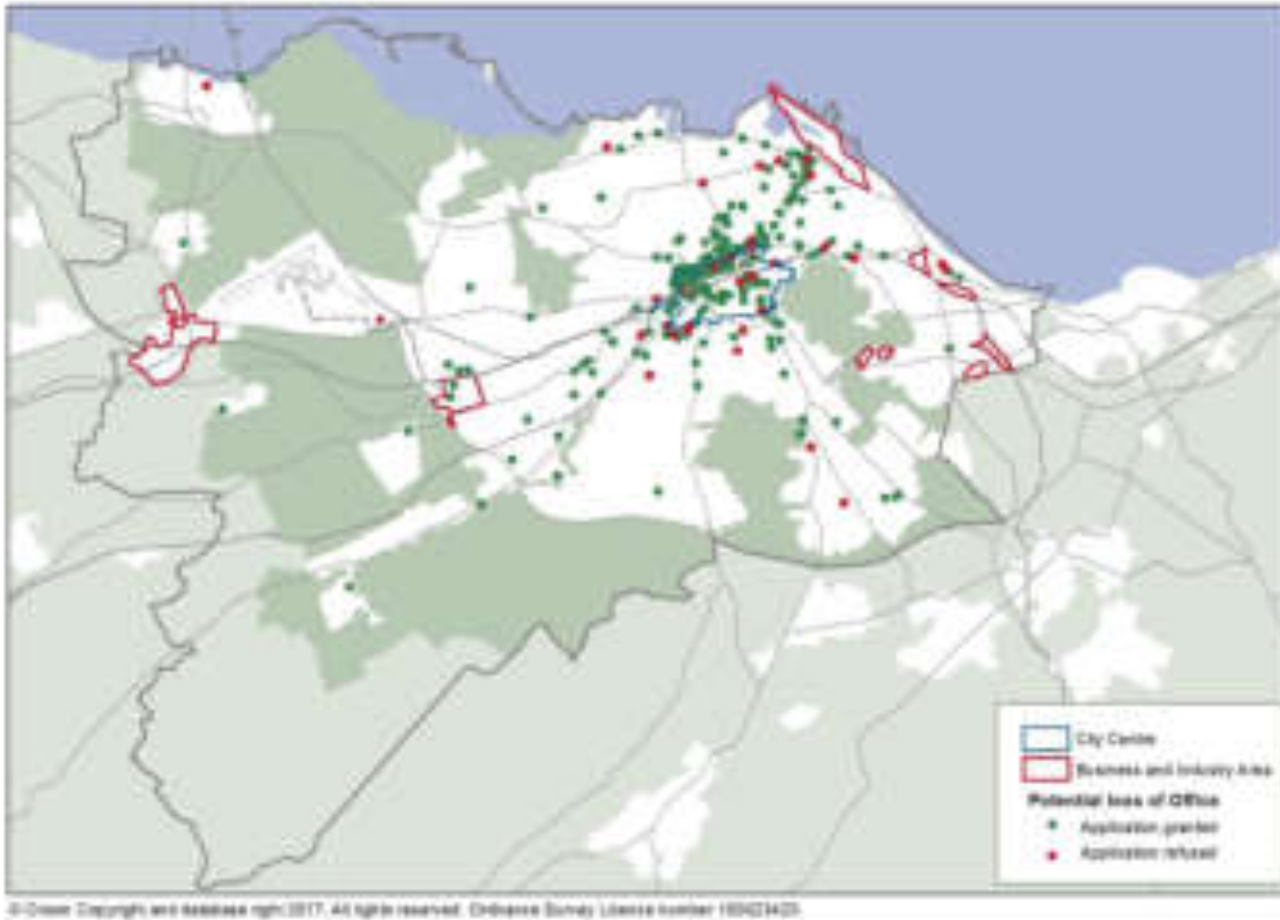 City Centre
Business and Industry Area
Potential loss of Office
Application granted
Application refused
© Crown Copyright and database right 2017. All rights reserved. Ordnance Survey Licence number